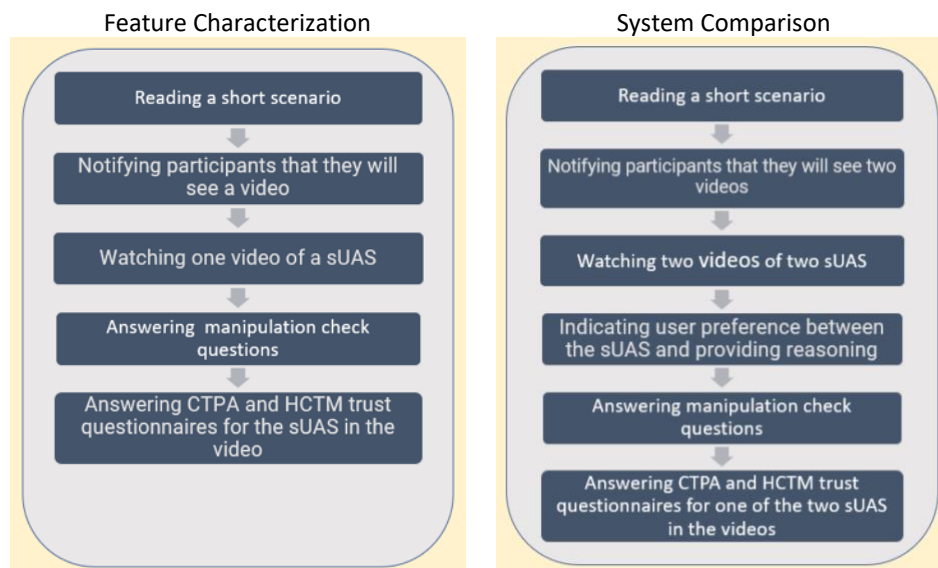 Feature Characterization
Reading a short scenario
Notifying participants that they will
see a video
Watching one video of a sUAS
Answering manipulation check
questions
Answering CTPA and HCTM trust
questionnaires for the sUAS in the
video
System Comparison
Reading a short scenario
Notifying participants that they will see two
videos
Watching two videos of two sUAS
Indicating user preference between
the sUAS and providing reasoning
Answering manipulation check
questions
Answering CTPA and HCTM trust
questionnaires for one of the two sUAS
in the videos